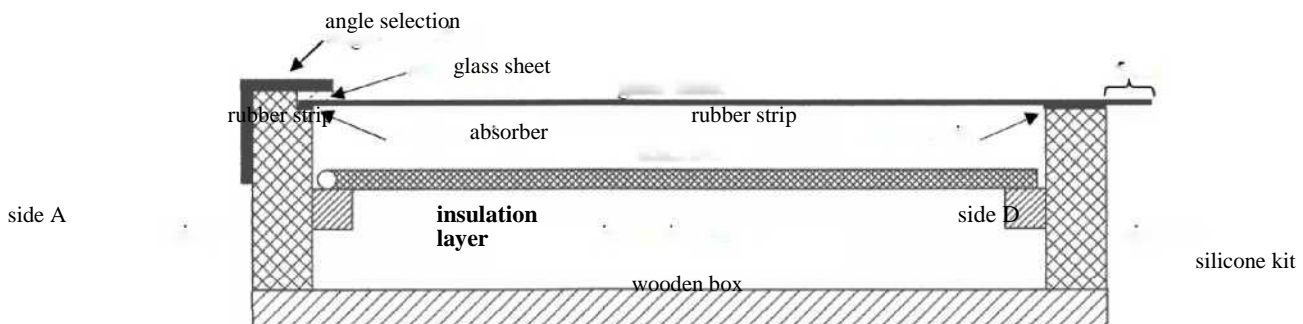 angle selection
glass sheet
rubber strip
rubber strip
absorber
side A
insulation
layer
side D
silicone kit
wooden box